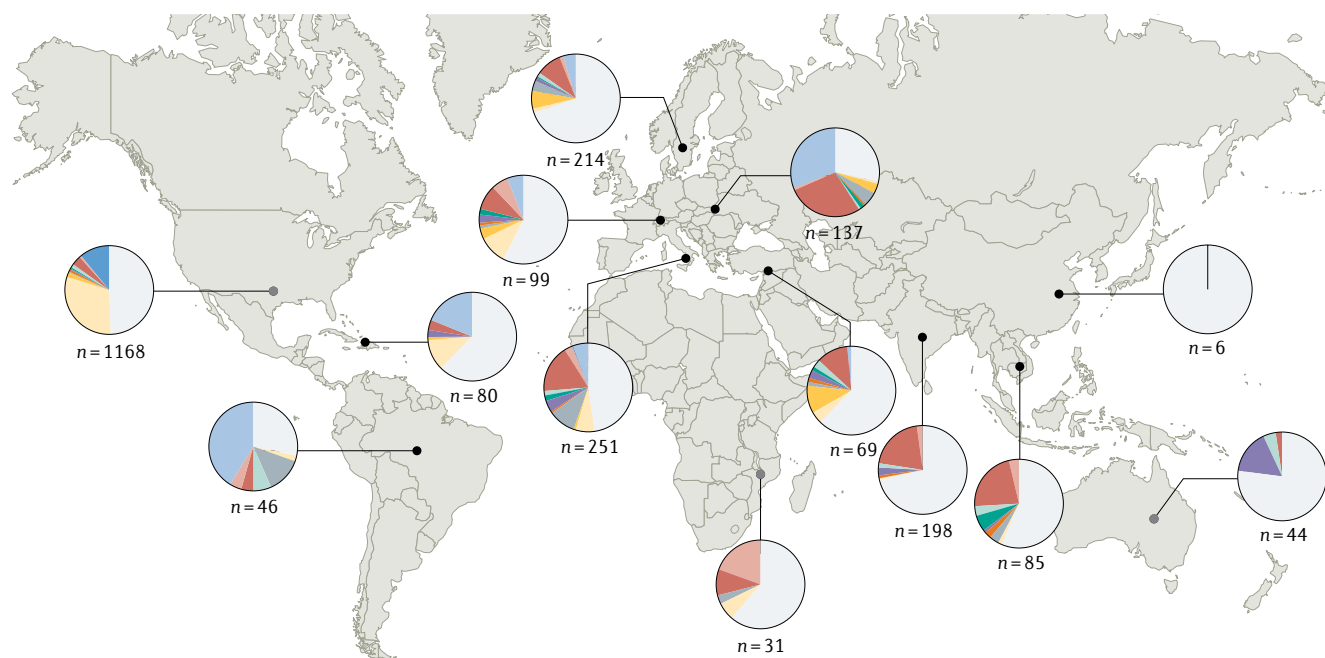 n = 214
n = 137
n = 99
n = 6
n = 1168
n = 80
n = 251
n = 69
n = 46
n = 198
n = 85
n = 44
n = 31